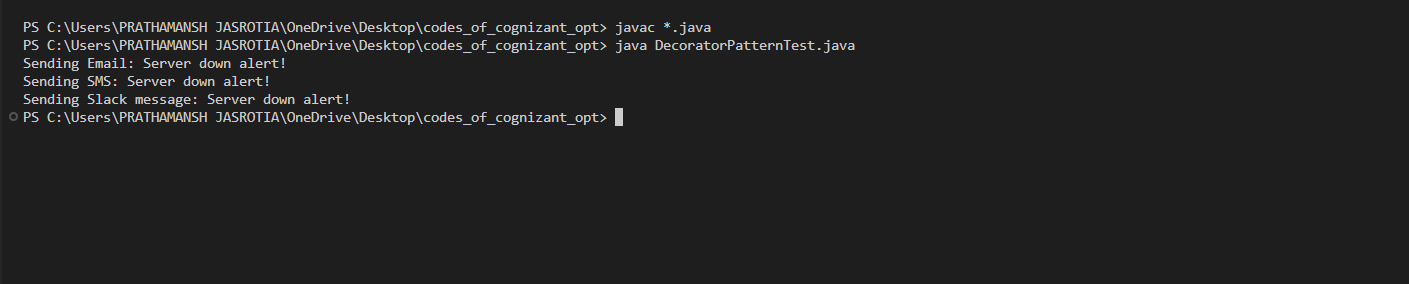 PS C:\Users\PRATHAMANSH JASROTIA\OneDrive\Desktop\codes_of_cognizant_opt> javac *.java
PS C:\Users\PRATHAMANSH JASROTIA\OneDrive\Desktop\codes_of_cognizant_opt> java DecoratorPatternTest.java
Sending Email: Server down alert!
Sending SMS: Server down alert!
Sending Slack message: Server down alert!
PS C:\Users\PRATHAMANSH JASROTIA\OneDrive\Desktop\codes_of_cognizant_opt>